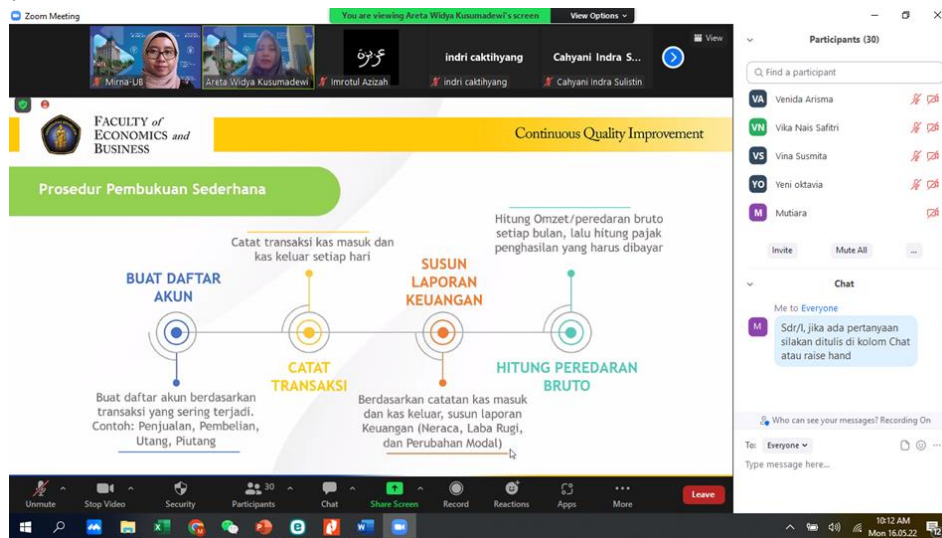 Zoom Meeting
You are viewing Areta Widya Kusumadewi's screen
View Options
Mirna-UB
Areta Widya Kusumadewi
Imrotul Azizah
indri caktihyang
indri caktihyang
Cahyani Indra S...
Cahyani Indra Sulistin
View
FACULTY of
ECONOMICS and
BUSINESS
Continuous Quality Improvement
Prosedur Pembukuan Sederhana
BUAT DAFTAR
AKUN
Buat daftar akun berdasarkan
transaksi yang sering terjadi.
Contoh: Penjualan, Pembelian,
Utang, Piutang
Catat transaksi kas masuk dan
kas keluar setiap hari
CATAT
TRANSAKSI
SUSUN
LAPORAN
KEUANGAN
Berdasarkan catatan kas masuk
dan kas keluar, susun laporan
Keuangan (Neraca, Laba Rugi,
dan Perubahan Modal)
Hitung Omzet/peredaran bruto
setiap bulan, lalu hitung pajak
penghasilan yang harus dibayar
HITUNG PEREDARAN
BRUTO
Unmute
Stop Video
Security
30
Participants
Chat
Share Screen
Record
Reactions
Apps
More
Leave
Participants (30)
Find a participant
VA Venida Arisma
VN Vika Nais Safitri
VS Vina Susmita
YO Yeni oktavia
M Mutiara
Invite
Mute All
...
Chat
Me to Everyone
M
Sdr/I, jika ada pertanyaan
silakan ditulis di kolom Chat
atau raise hand
Who can see your messages? Recording On
To: Everyone
Type message here...
10:12 AM
Mon 16.05.22